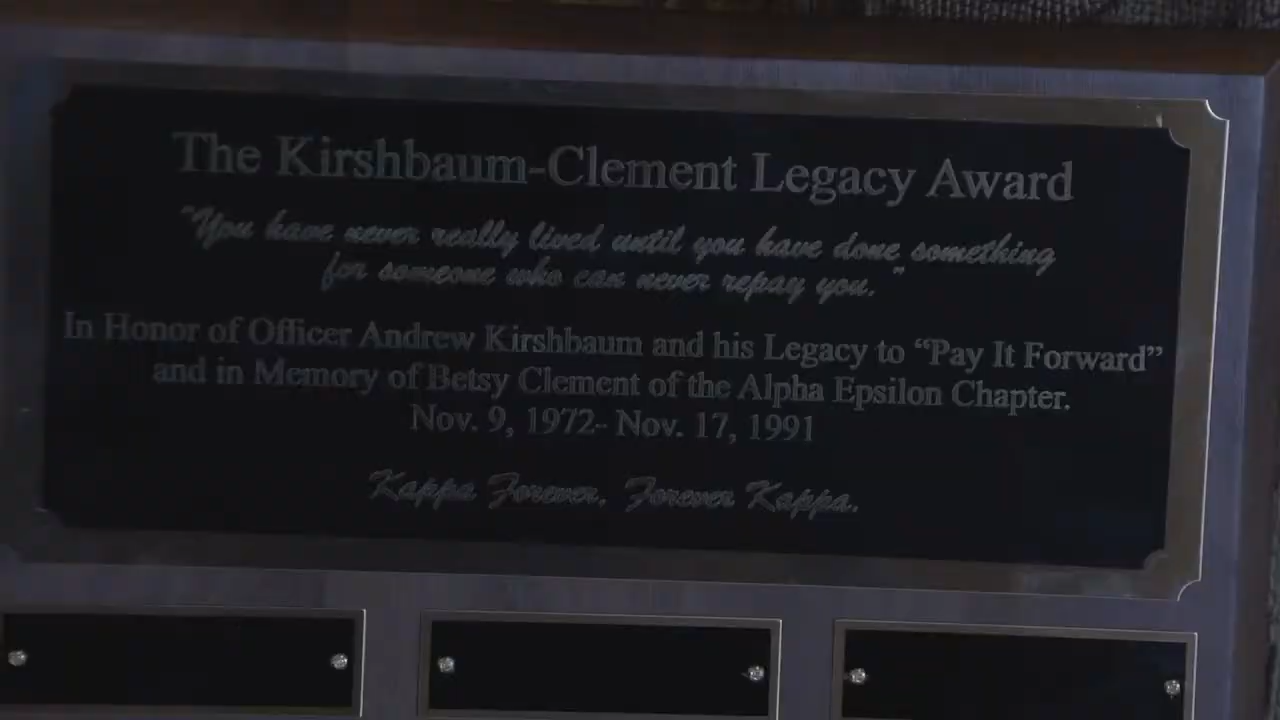 The Kirshbaum-Clement Legacy Award
"You have never really lived until you have done something
for someone who can never repay you."
In Honor of Officer Andrew Kirshbaum and his Legacy to “Pay It Forward”
and in Memory of Betsy Clement of the Alpha Epsilon Chapter.
Nov. 9, 1972- Nov. 17, 1991
Kappa Forever, Forever Kappa.